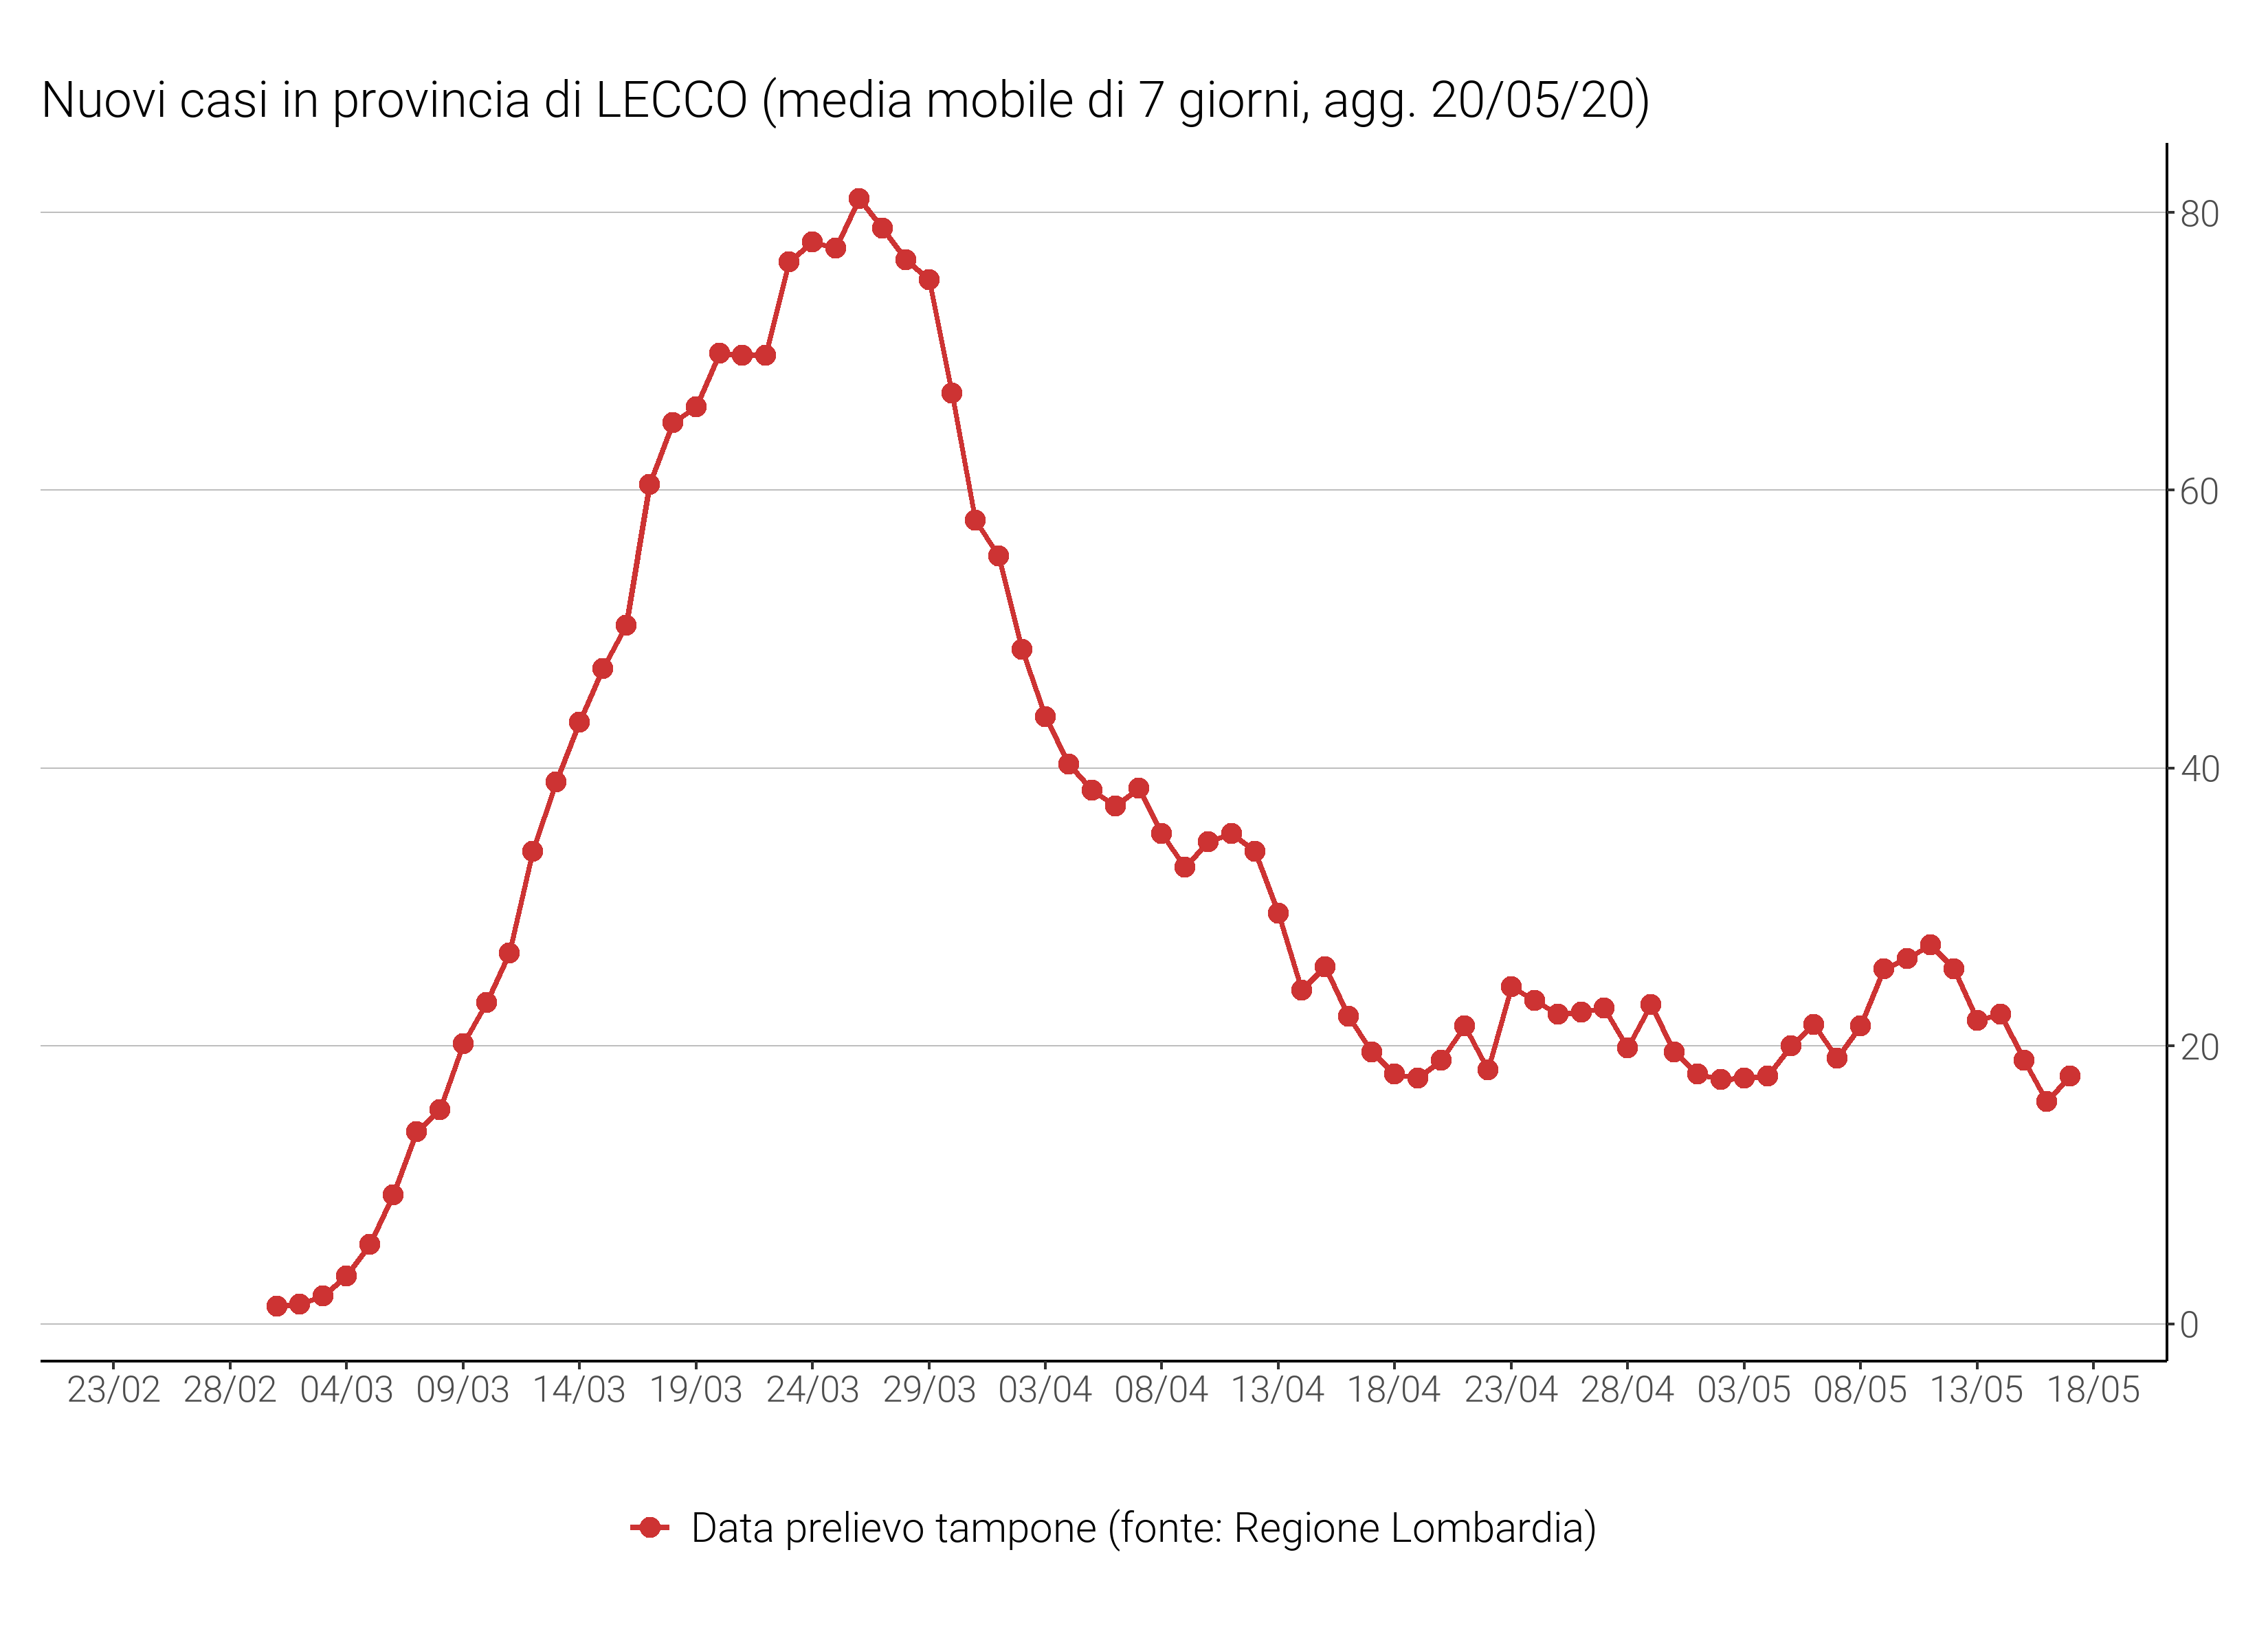 Nuovi casi in provincia di LECCO (media mobile di 7 giorni, agg. 20/05/20)
80
60
40
20
0
23/02 28/02 04/03 09/03 14/03 19/03 24/03 29/03 03/04 08/04 13/04 18/04 23/04 28/04 03/05 08/05 13/05 18/05
Data prelievo tampone (fonte: Regione Lombardia)